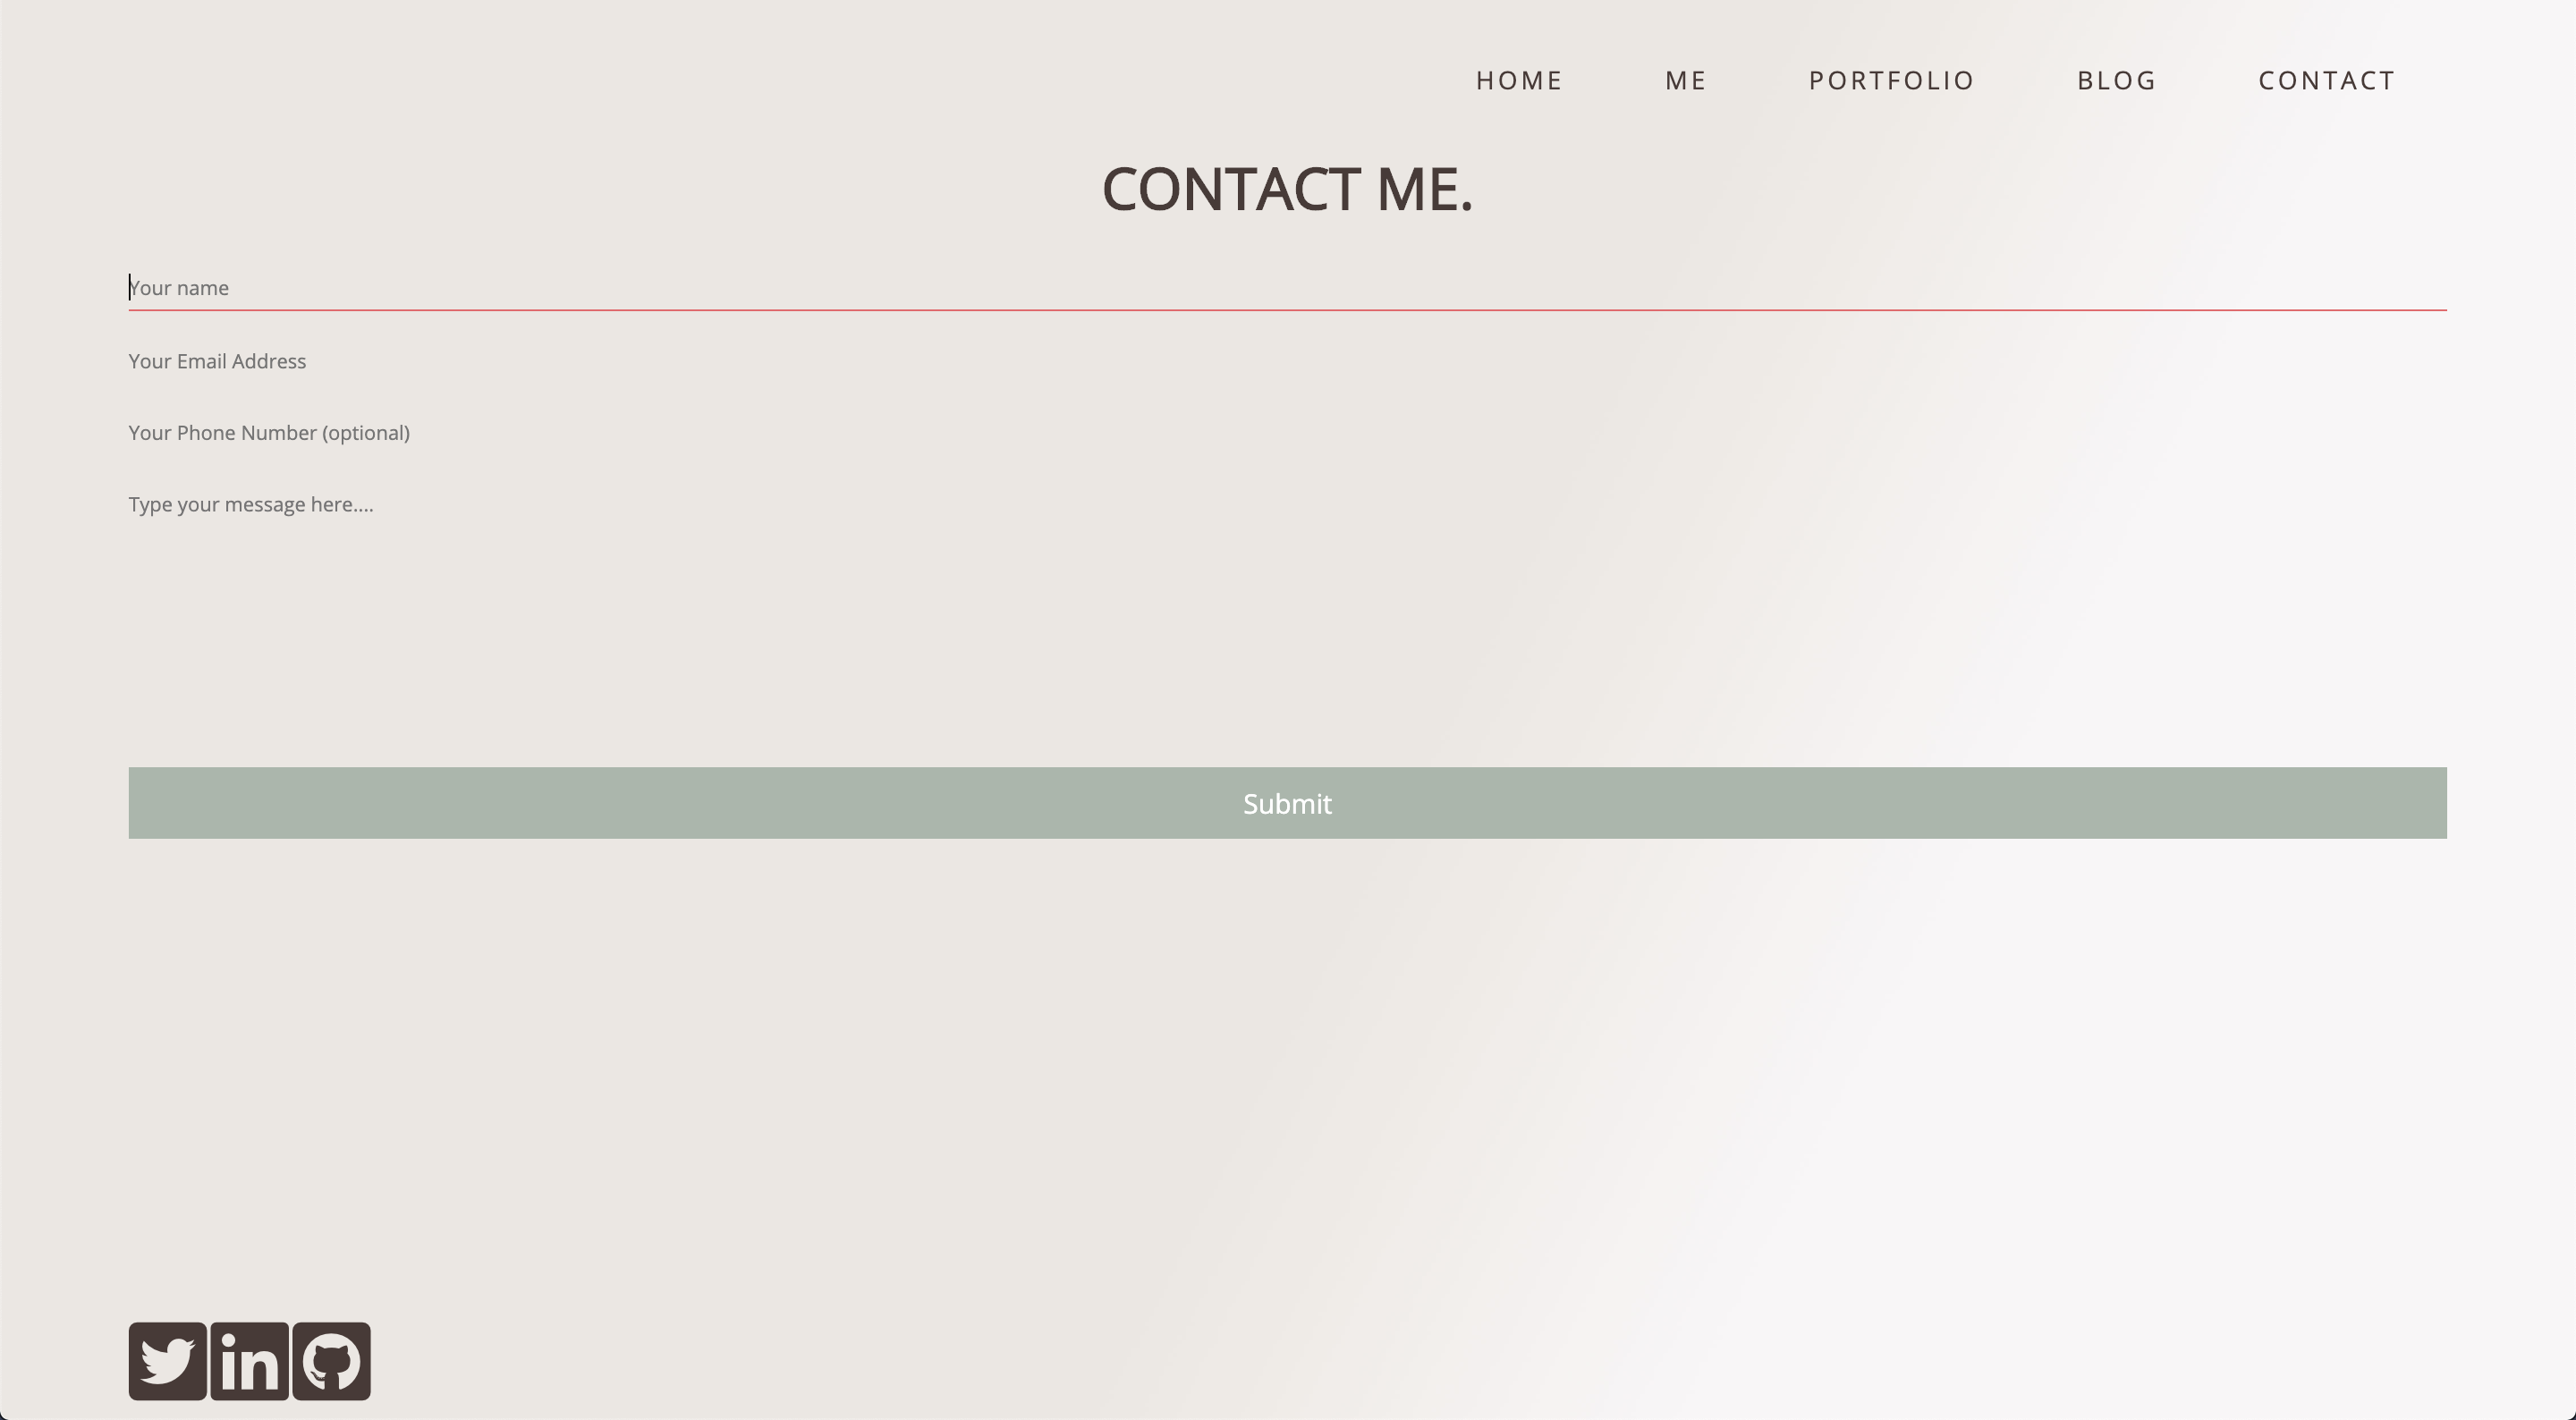 HOME ME PORTFOLIO BLOG CONTACT
CONTACT ME.
Your name
Your Email Address
Your Phone Number (optional)
Type your message here....
Submit
in